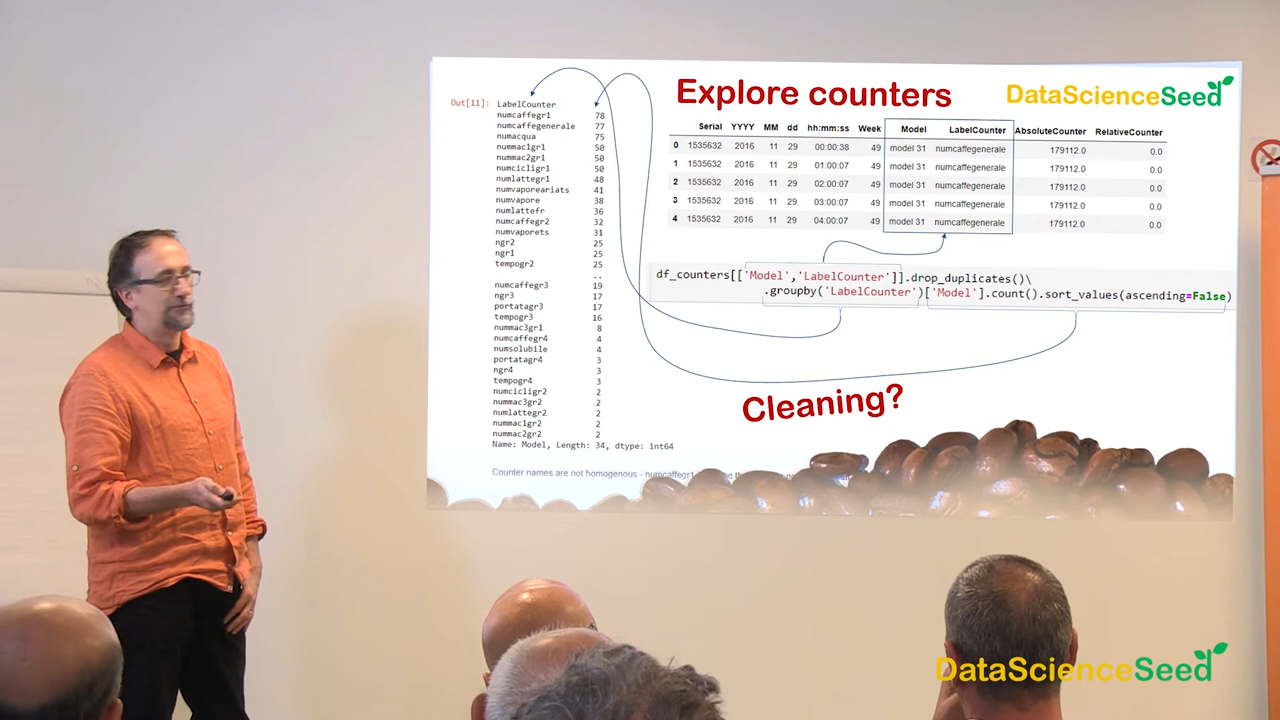 Explore counters
DataScienceSeed
Out[11]: LabelCounter
numcaffegr1 78
numcaffegenerale 77
numacqua 75
nummac1gr1 50
nummac2gr1 50
numcicligr1 50
numlattegr1 48
numvaporeariats 41
numvapore 38
numlattefr 36
numcaffegr2 32
numvaporets 31
ngr2 25
ngr1 25
tempogr2 25
..
numcaffegr3 19
ngr3 17
portatagr3 17
tempogr3 16
nummac3gr1 8
numcaffegr4 4
numsolubile 4
portatagr4 3
ngr4 3
tempogr4 3
numcicligr2 2
nummac3gr2 2
numlattegr2 2
nummac1gr2 2
nummac2gr2 2
Name: Model, Length: 34, dtype: int64
Counter names are not homogenous - numcaffegr1
Serial YYYY MM dd hh:mm:ss Week Model LabelCounter AbsoluteCounter RelativeCounter
0 1535632 2016 11 29 00:00:38 49 model 31 numcaffegenerale 179112.0 0.0
1 1535632 2016 11 29 01:00:07 49 model 31 numcaffegenerale 179112.0 0.0
2 1535632 2016 11 29 02:00:07 49 model 31 numcaffegenerale 179112.0 0.0
3 1535632 2016 11 29 03:00:07 49 model 31 numcaffegenerale 179112.0 0.0
4 1535632 2016 11 29 04:00:07 49 model 31 numcaffegenerale 179112.0 0.0
df_counters[['Model','LabelCounter']].drop_duplicates()\
.groupby('LabelCounter')['Model'].count().sort_values(ascending=False)
Cleaning?
DataScienceSeed